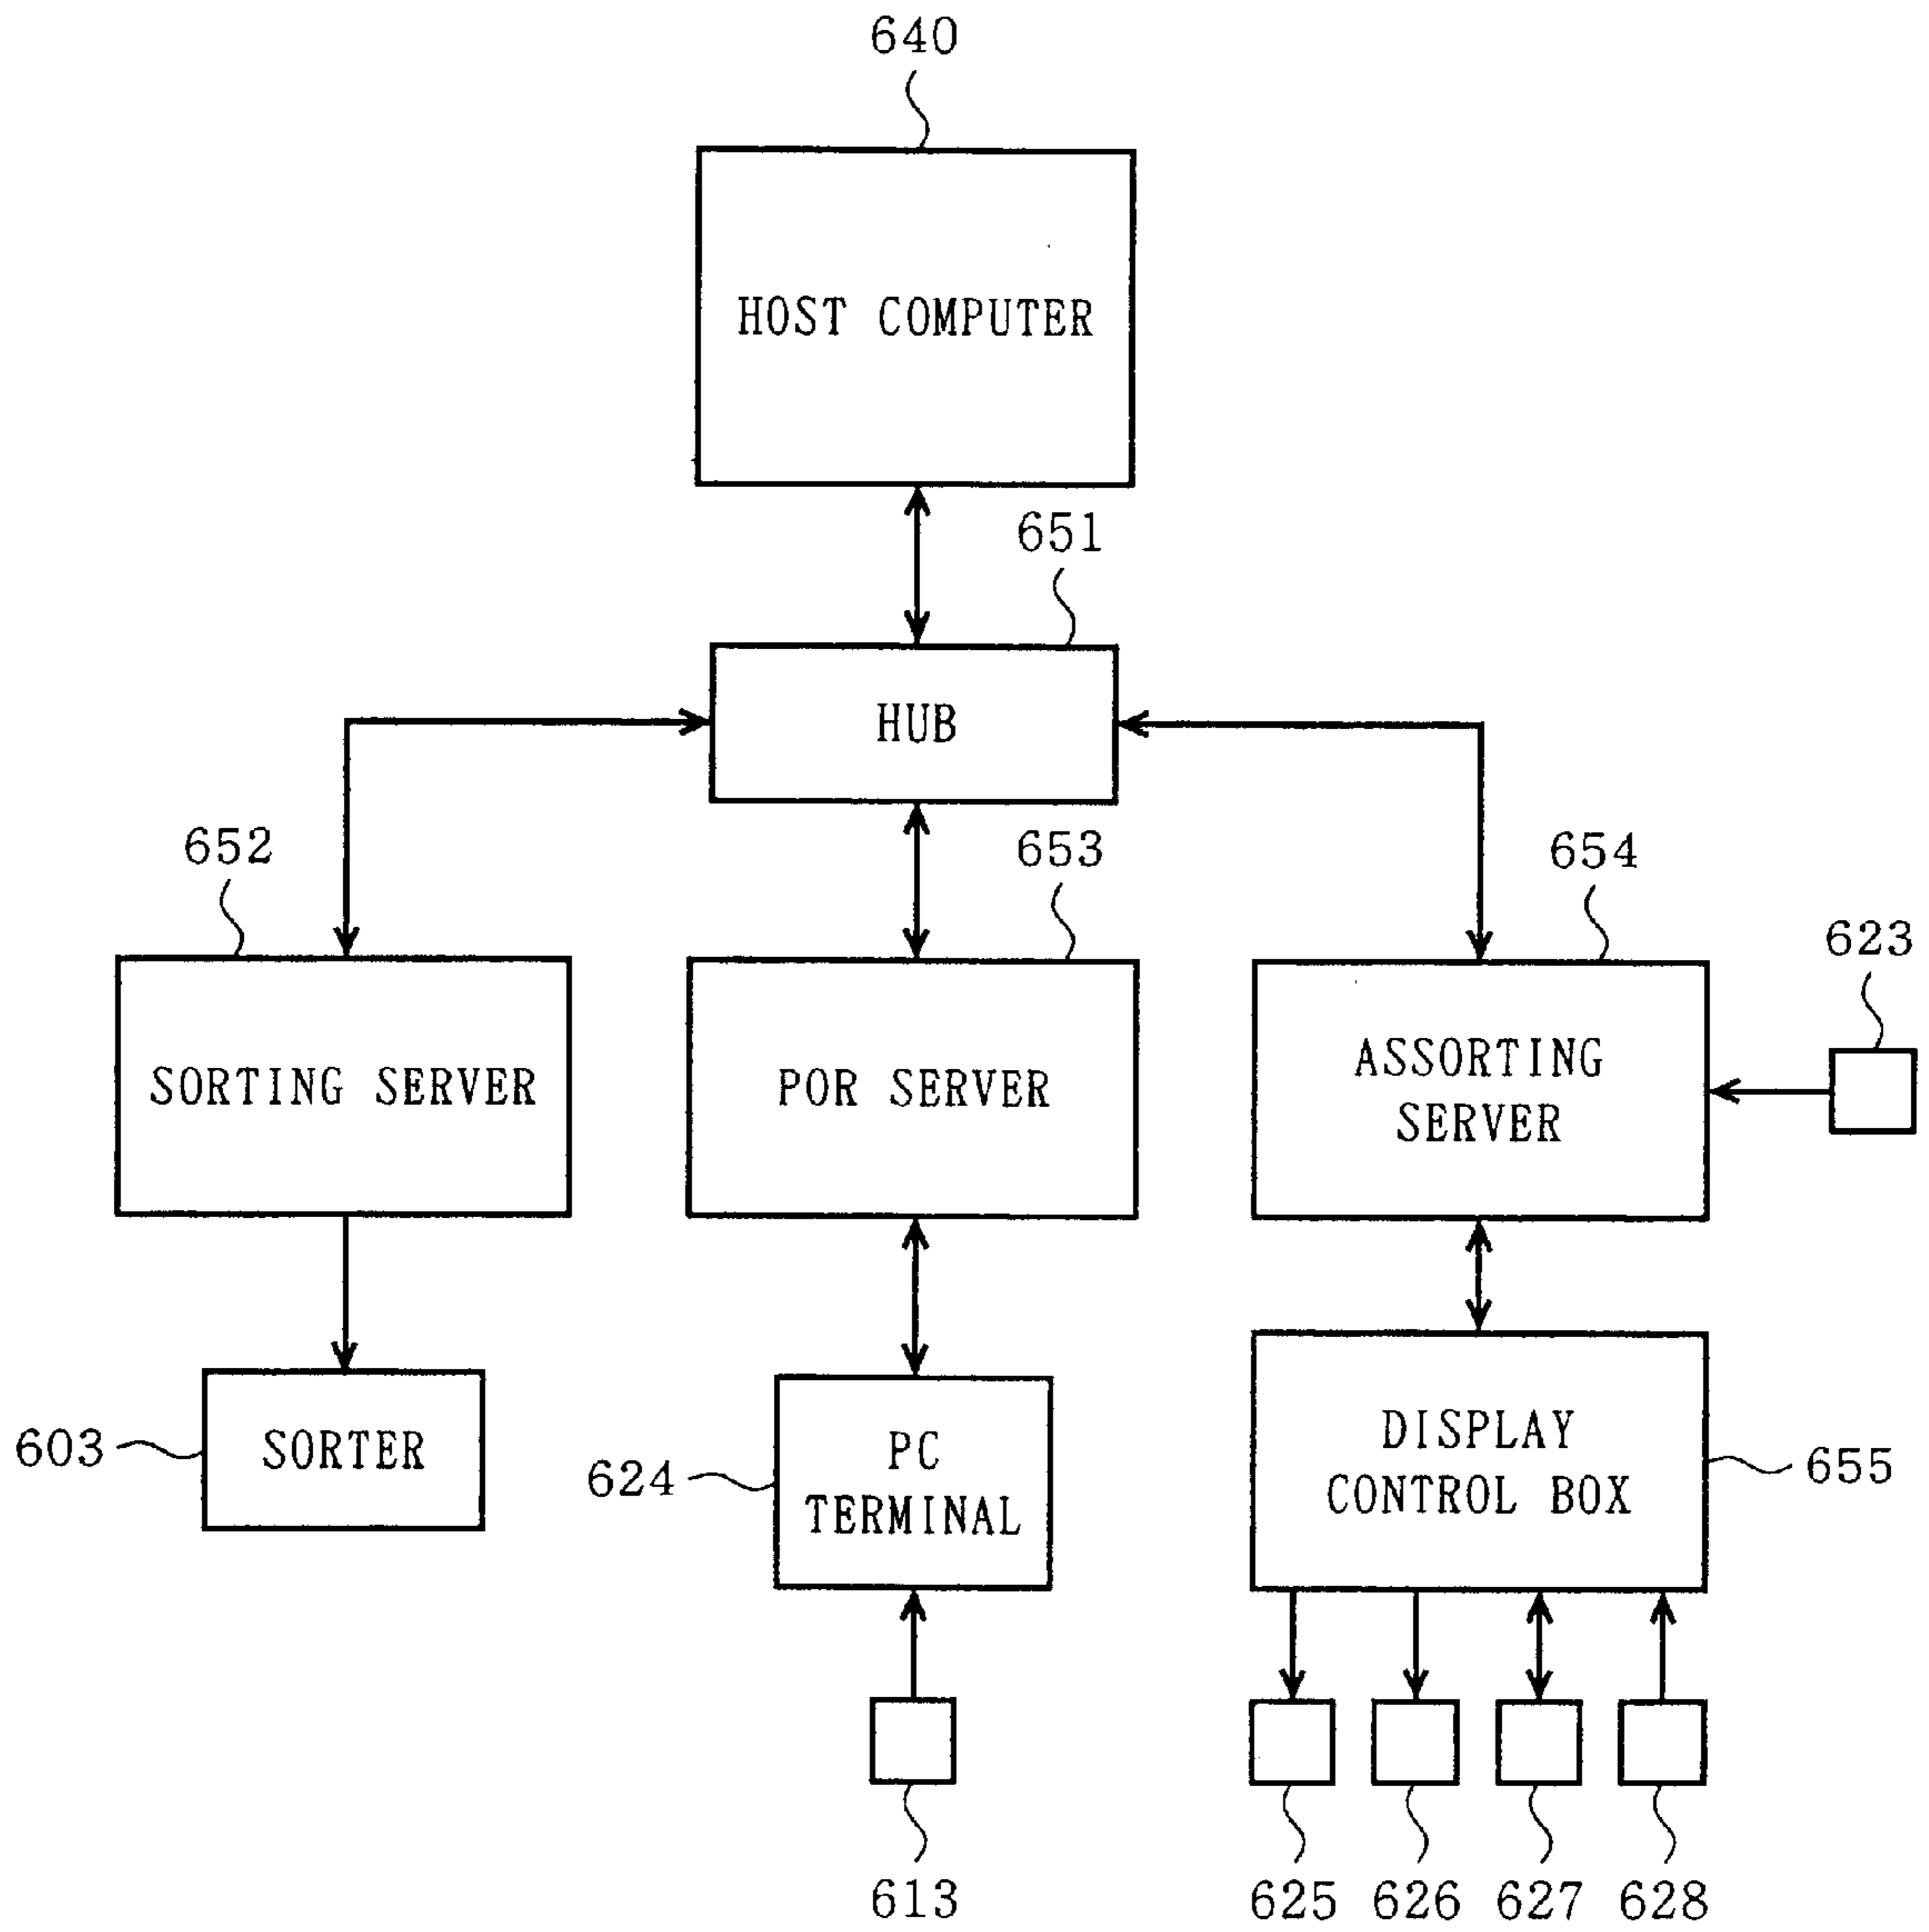 640
HOST COMPUTER
651
HUB
652
653
654
623
SORTING SERVER
POR SERVER
ASSORTING
SERVER
603
SORTER
624
PC
TERMINAL
DISPLAY
CONTROL BOX
655
613
625
626
627
628